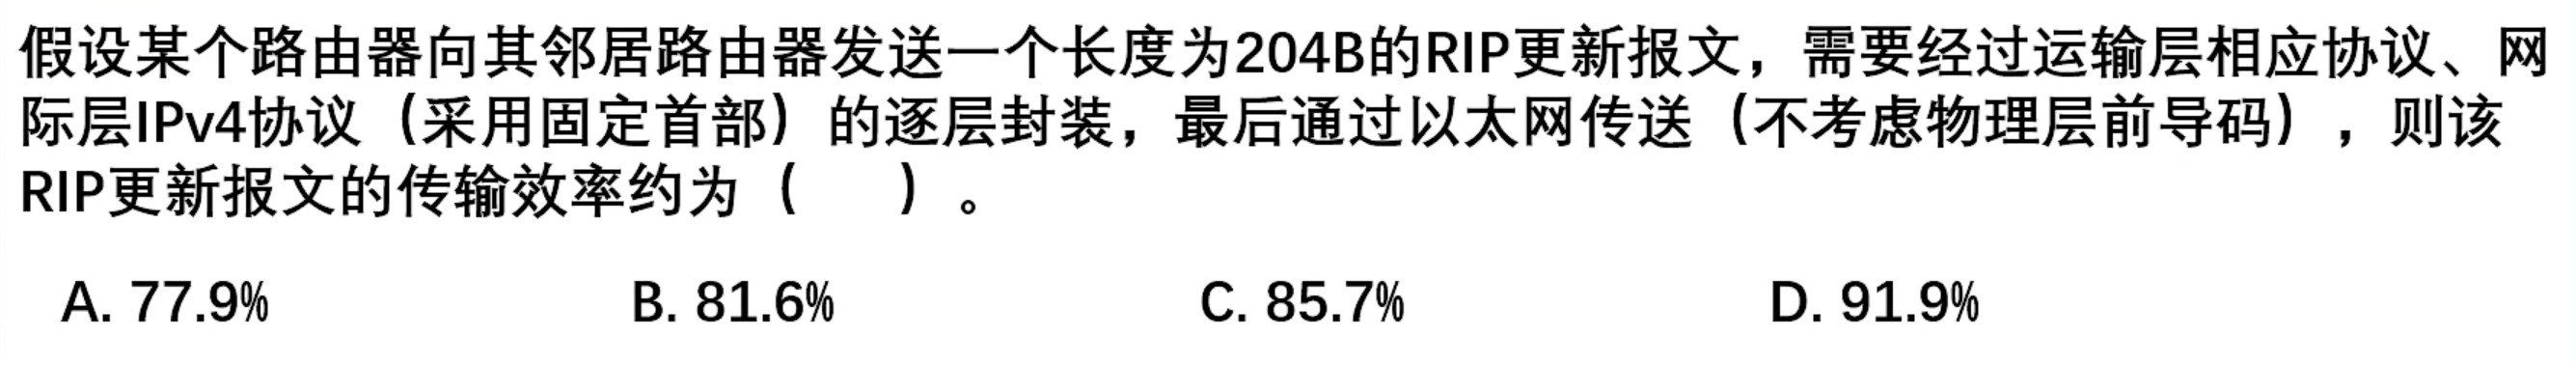 假设某个路由器向其邻居路由器发送一个长度为204B的RIP更新报文，需要经过运输层相应协议、网
际层IPv4协议（采用固定首部）的逐层封装，最后通过以太网传送（不考虑物理层前导码），则该
RIP更新报文的传输效率约为（　　）。
A. 77.9%　　B. 81.6%　　C. 85.7%　　D. 91.9%